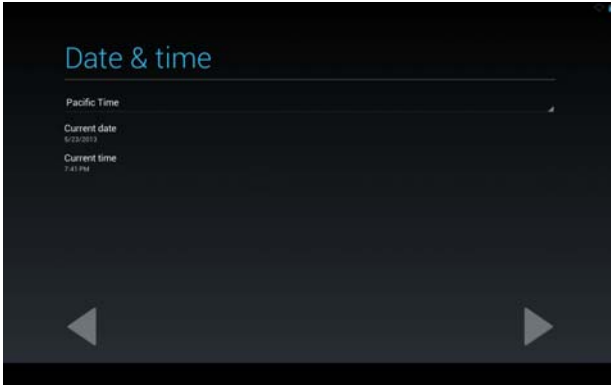 Date & time
Pacific Time
Current date
5/23/2013
Current time
7:41 PM